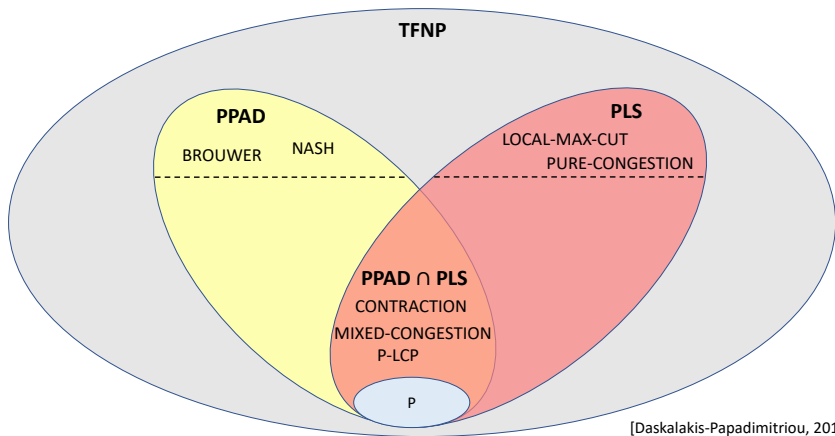 TFNP
PPAD
PLS
BROUWER
NASH
LOCAL-MAX-CUT
PURE-CONGESTION
PPAD ∩ PLS
CONTRACTION
MIXED-CONGESTION
P-LCP
P
[Daskalakis-Papadimitriou, 201